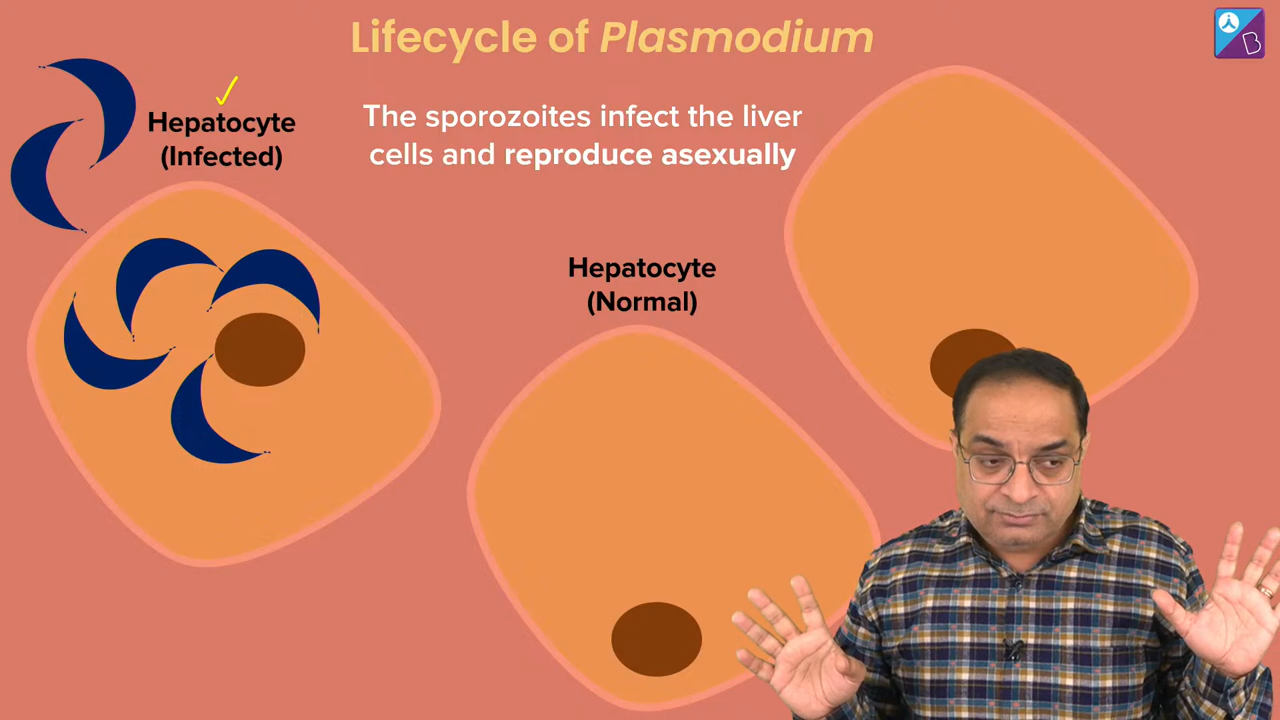 Lifecycle of Plasmodium
Hepatocyte
(Infected)
The sporozoites infect the liver
cells and reproduce asexually
Hepatocyte
(Normal)
B